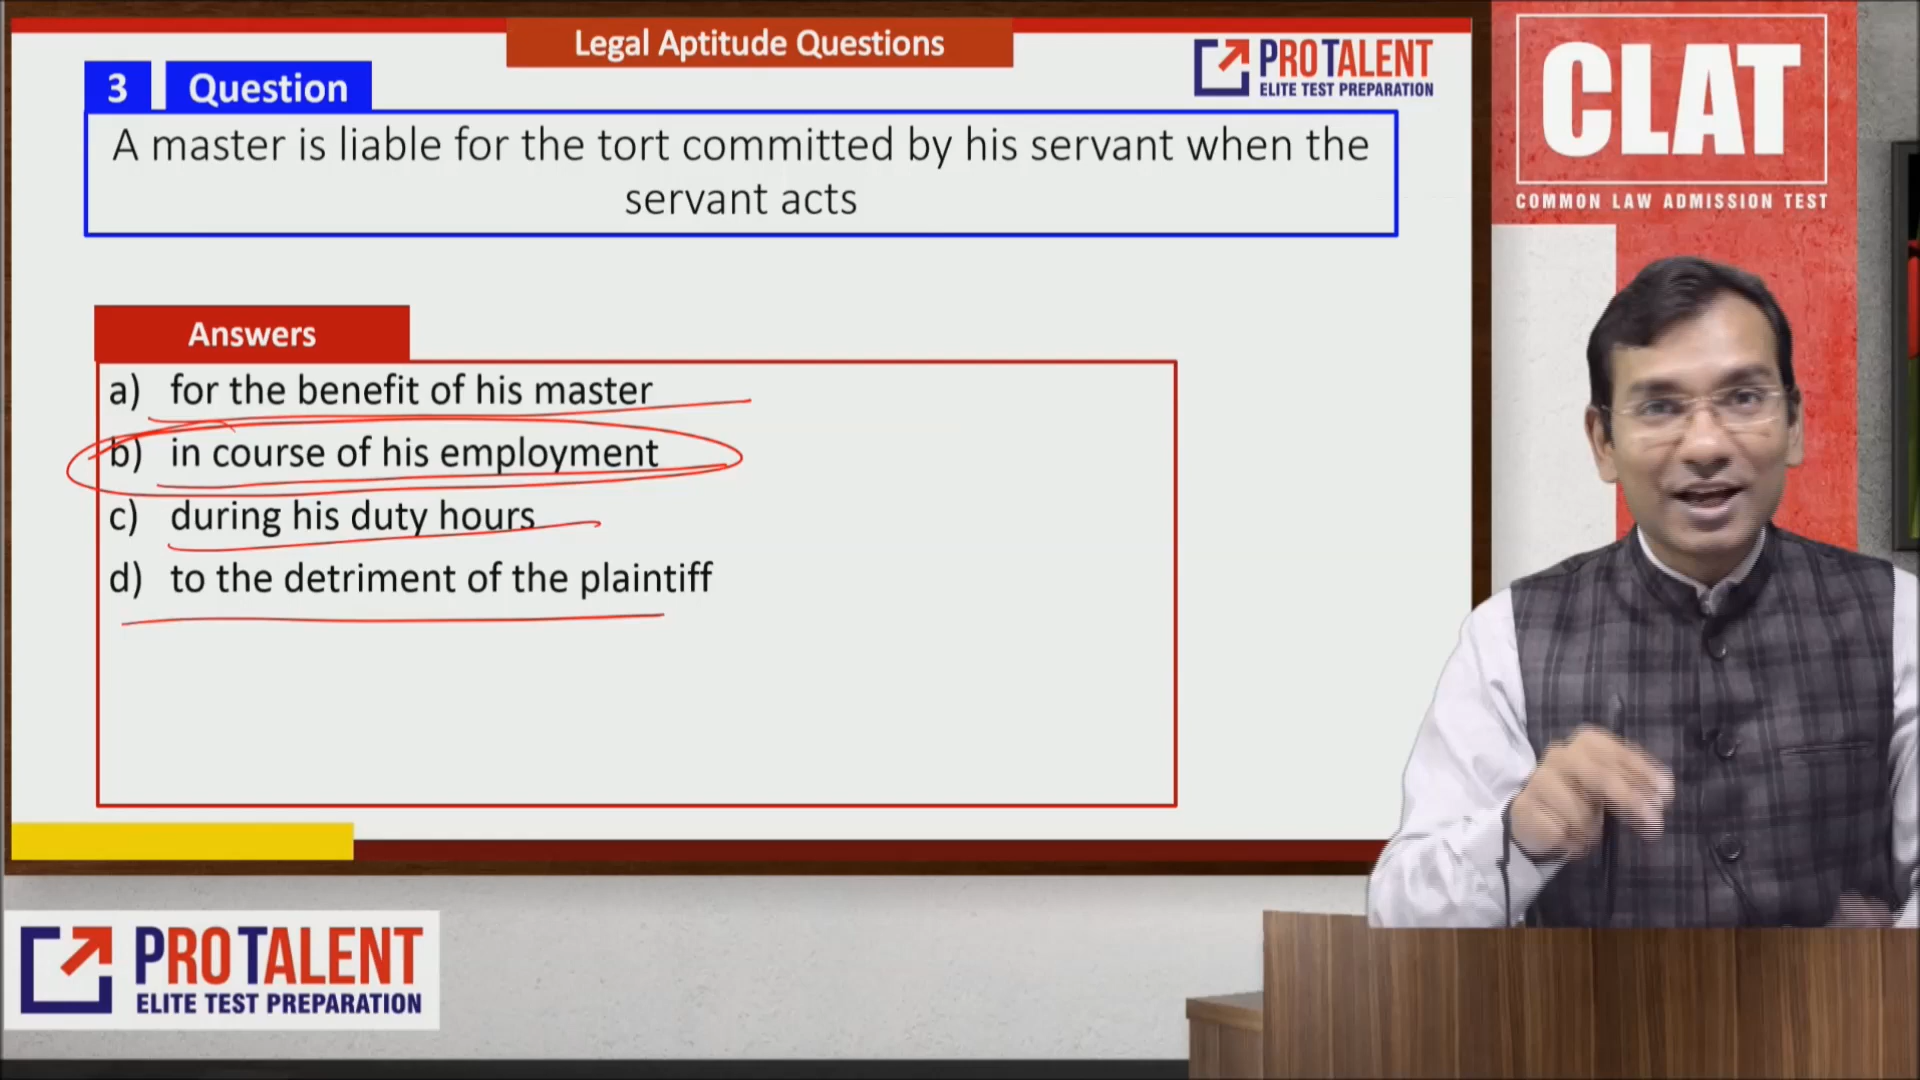 Legal Aptitude Questions
PROTALENT
ELITE TEST PREPARATION
CLAT
COMMON LAW ADMISSION TEST
3 Question
A master is liable for the tort committed by his servant when the
servant acts
Answers
a) for the benefit of his master
b) in course of his employment
c) during his duty hours
d) to the detriment of the plaintiff
PROTALENT
ELITE TEST PREPARATION